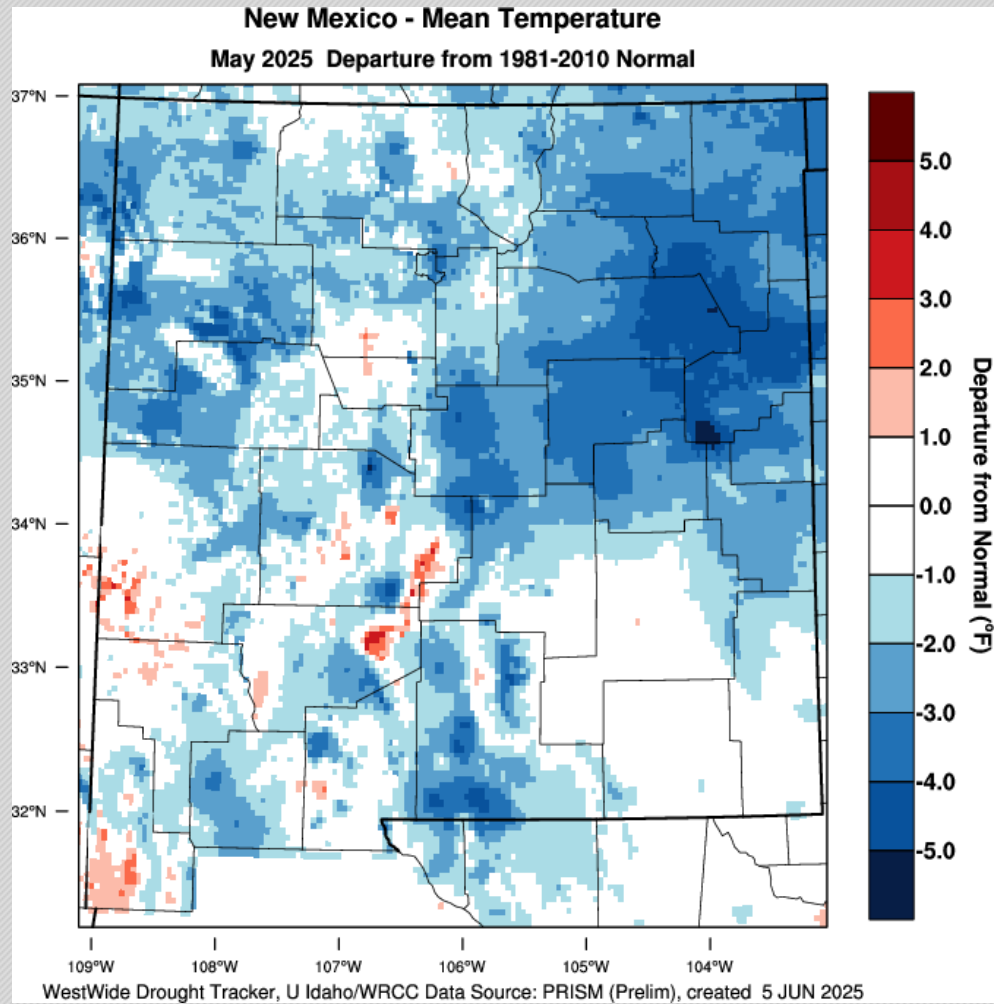 New Mexico - Mean Temperature
May 2025  Departure from 1981-2010 Normal
37°N
36°N
35°N
34°N
33°N
32°N
109°W
108°W
107°W
106°W
105°W
104°W
5.0
4.0
3.0
2.0
1.0
0.0
-1.0
-2.0
-3.0
-4.0
-5.0
Departure from Normal (°F)
WestWide Drought Tracker, U Idaho/WRCC Data Source: PRISM (Prelim), created  5 JUN 2025